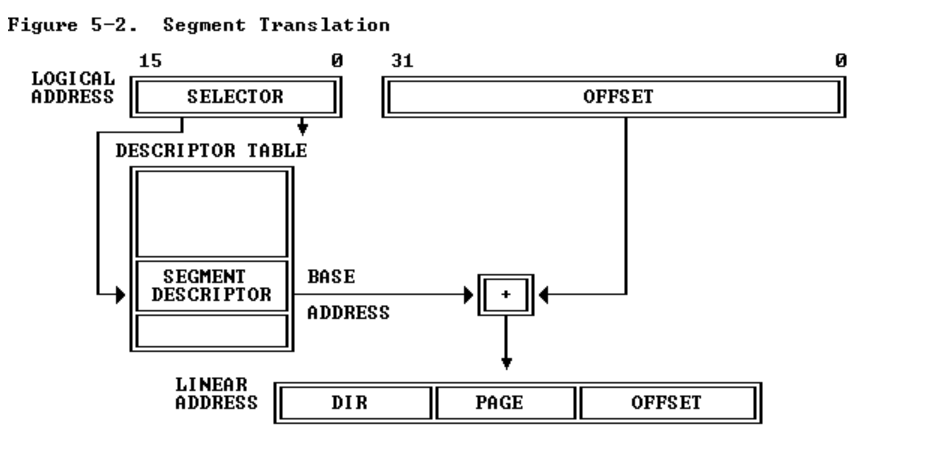 Figure 5-2. Segment Translation
15 0 31 0
LOGICAL
ADDRESS
SELECTOR
OFFSET
DESCRIPTOR TABLE
SEGMENT
DESCRIPTOR
BASE
ADDRESS
+
LINEAR
ADDRESS
DIR
PAGE
OFFSET